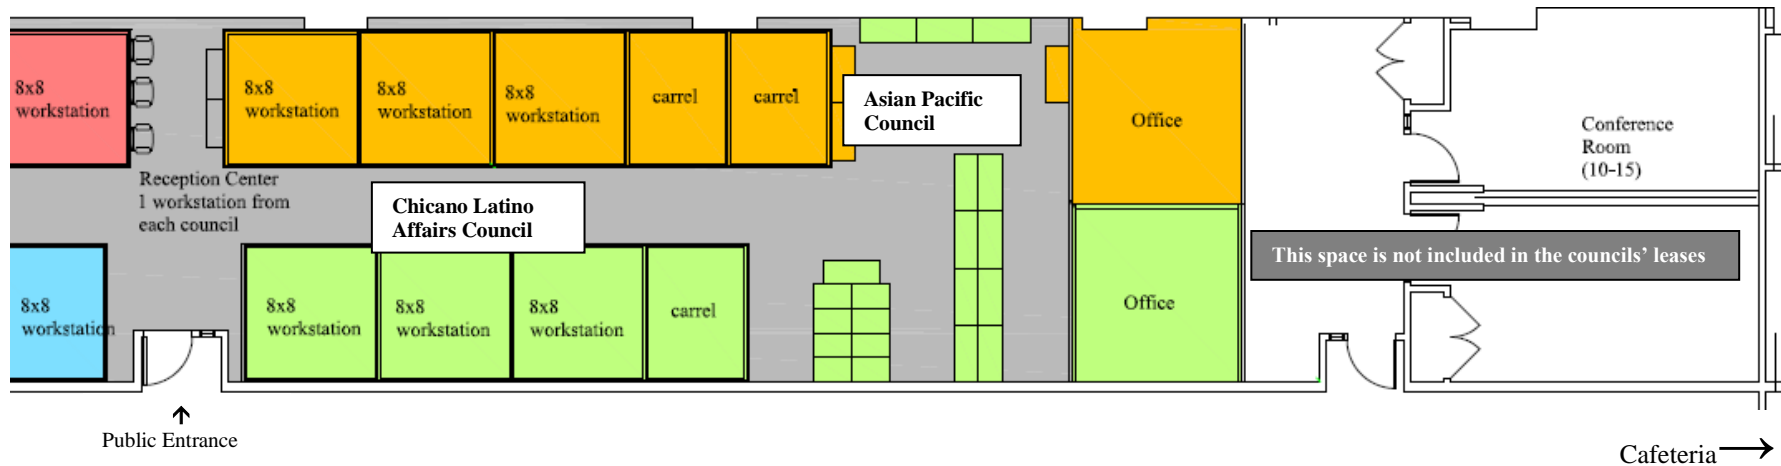 8x8
workstation
8x8
workstation
8x8
workstation
8x8
workstation
carrel
carrel
Asian Pacific
Council
Office
Conference
Room
(10-15)
Reception Center
1 workstation from
each council
Chicano Latino
Affairs Council
This space is not included in the councils’ leases
8x8
workstation
8x8
workstation
8x8
workstation
8x8
workstation
carrel
Office
Public Entrance
Cafeteria